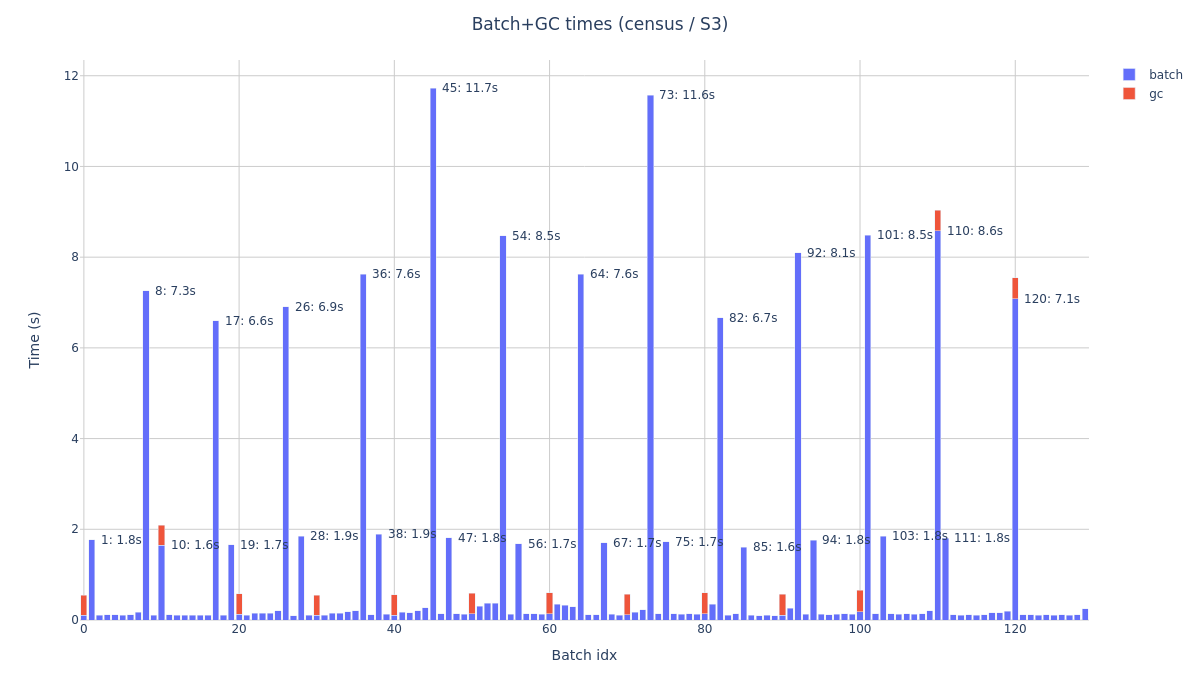 Batch+GC times (census / S3)
batch
gc
12
10
8
6
4
2
0
Time (s)
45: 11.7s
73: 11.6s
54: 8.5s
101: 8.5s
110: 8.6s
92: 8.1s
36: 7.6s
64: 7.6s
8: 7.3s
26: 6.9s
120: 7.1s
17: 6.6s
82: 6.7s
1: 1.8s
10: 1.6s
19: 1.7s
28: 1.9s
38: 1.9s
47: 1.8s
56: 1.7s
67: 1.7s
75: 1.7s
85: 1.6s
94: 1.8s
103: 1.8s
111: 1.8s
0
20
40
60
80
100
120
Batch idx